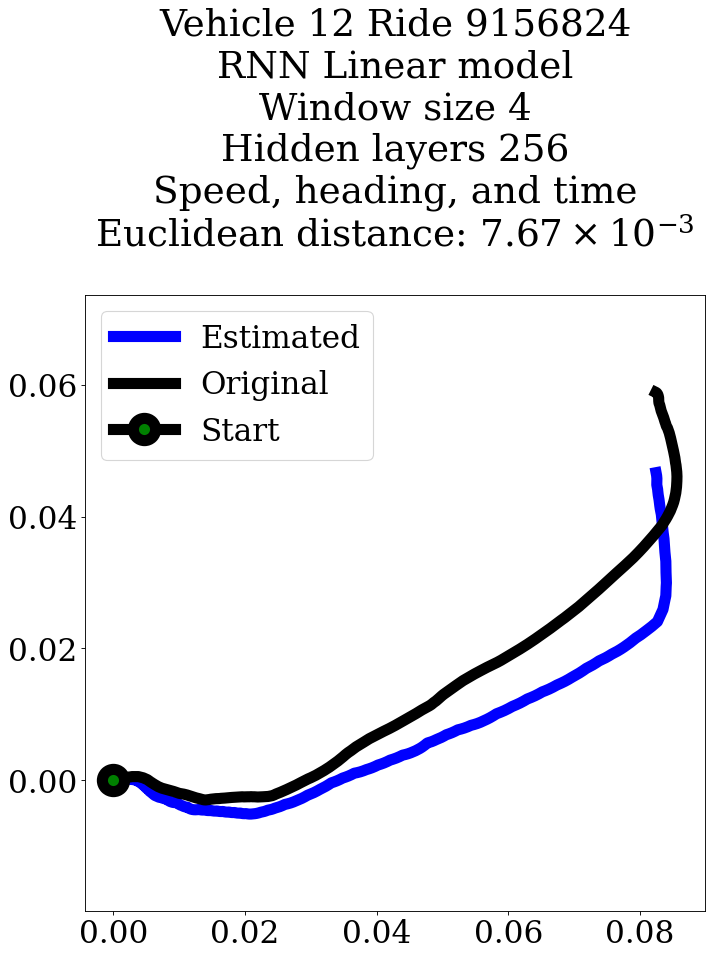 Vehicle 12 Ride 9156824
RNN Linear model
Window size 4
Hidden layers 256
Speed, heading, and time
Euclidean distance: 7.67 × 10⁻³
Estimated
Original
Start
0.06
0.04
0.02
0.00
0.00 0.02 0.04 0.06 0.08